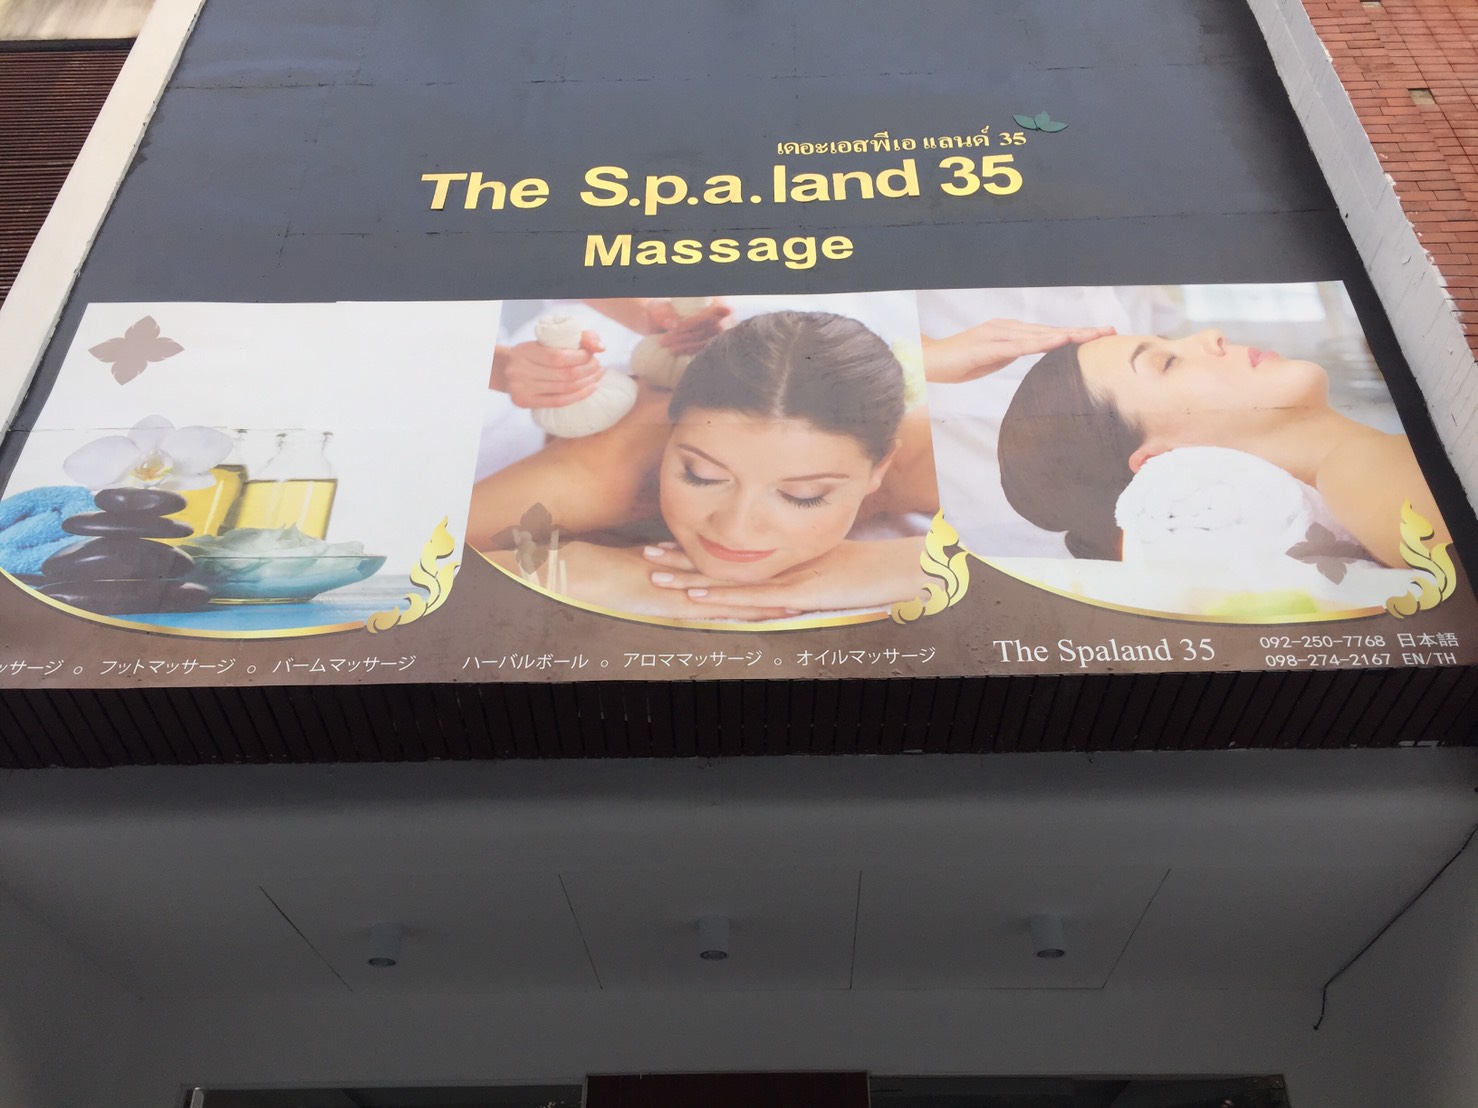 เดอะเอสพีเอ แลนด์ 35
The S.p.a.land 35
Massage
ッサージ ○ フットマッサージ ○ バームマッサージ ハーバルボール ○ アロママッサージ ○ オイルマッサージ
The Spaland 35
092-250-7768 日本語
098-274-2167 EN/TH